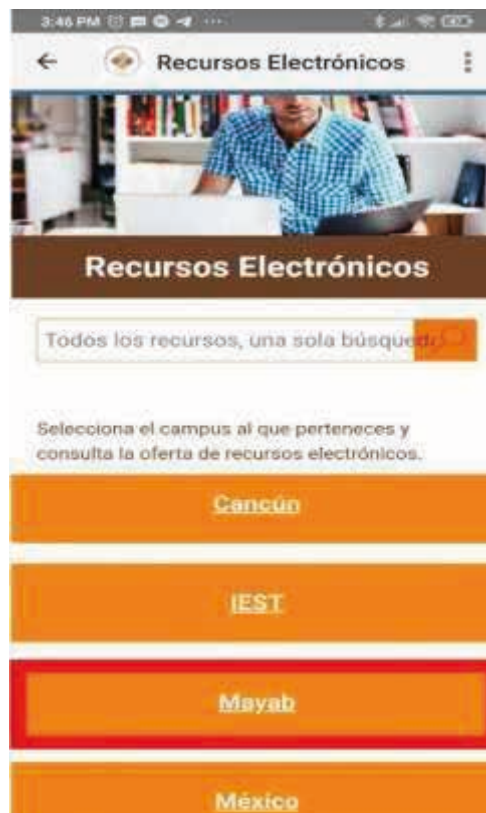 3:46 PM
Recursos Electrónicos
Recursos Electrónicos
Todos los recursos, una sola búsqued
Selecciona el campus al que perteneces y
consulta la oferta de recursos electrónicos.
Cancún
IEST
Mayab
México